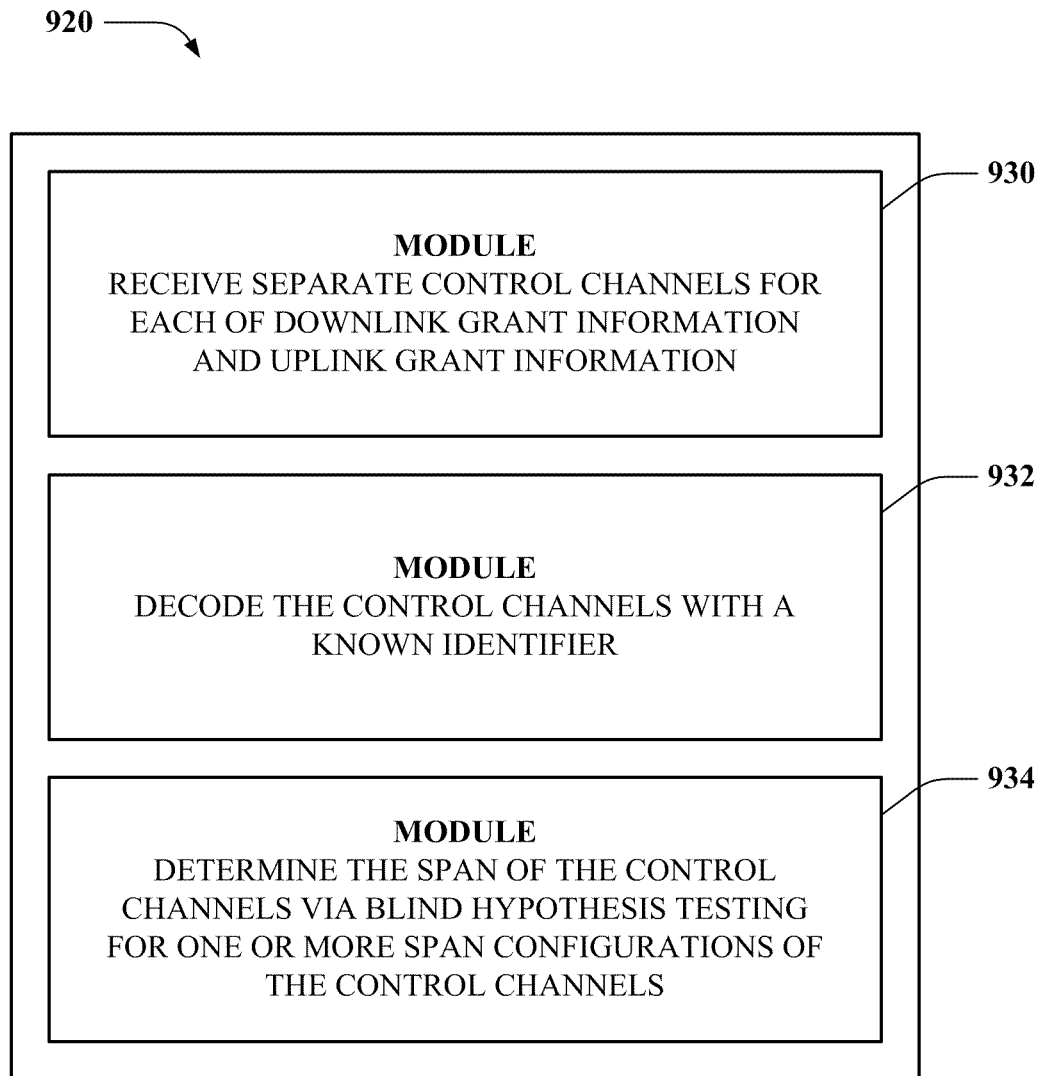 920
930
MODULE
RECEIVE SEPARATE CONTROL CHANNELS FOR
EACH OF DOWNLINK GRANT INFORMATION
AND UPLINK GRANT INFORMATION
932
MODULE
DECODE THE CONTROL CHANNELS WITH A
KNOWN IDENTIFIER
934
MODULE
DETERMINE THE SPAN OF THE CONTROL
CHANNELS VIA BLIND HYPOTHESIS TESTING
FOR ONE OR MORE SPAN CONFIGURATIONS OF
THE CONTROL CHANNELS